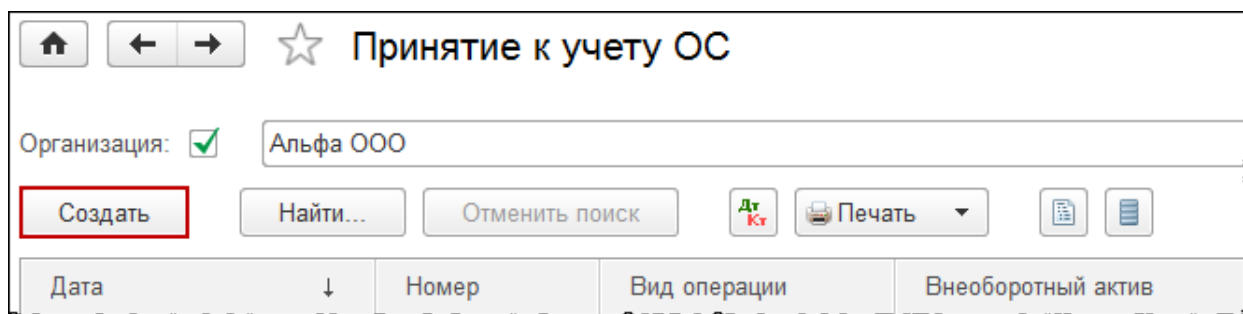 Принятие к учету ОС
Организация: Альфа ООО
Создать Найти... Отменить поиск Дт Кт Печать
Дата ↓ Номер Вид операции Внеоборотный актив